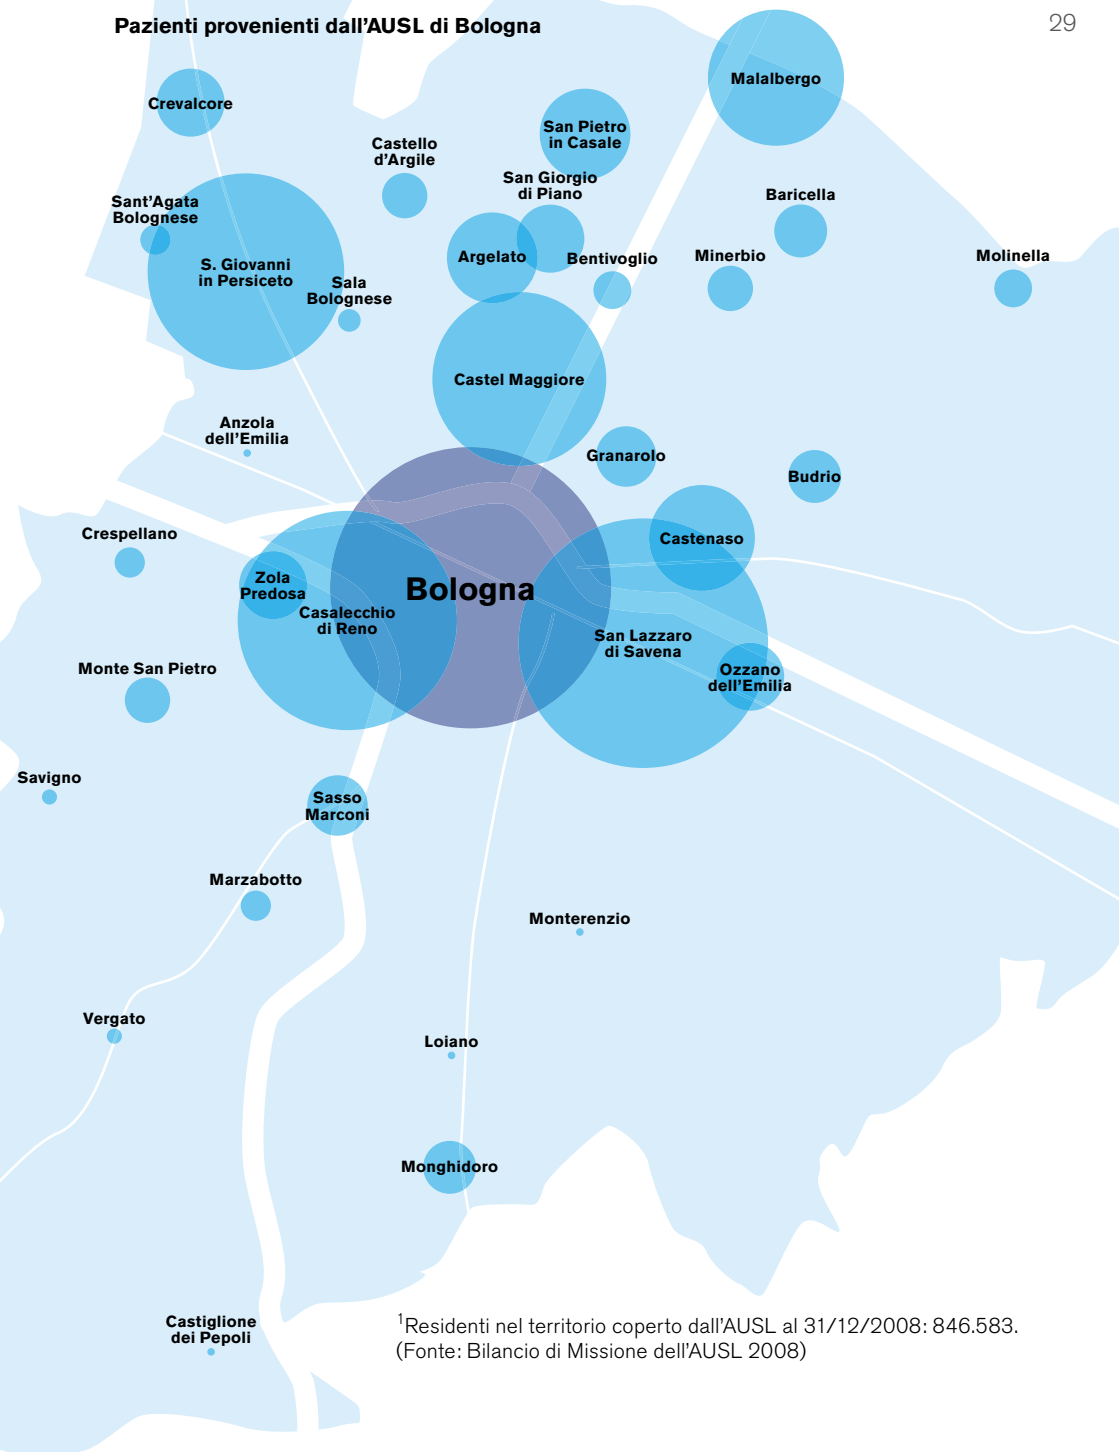 Pazienti provenienti dall'AUSL di Bologna
29
Malalbergo
Crevalcore
San Pietro
in Casale
Castello
d'Argile
San Giorgio
di Piano
Sant'Agata
Bolognese
Baricella
Argelato
Bentivoglio
Minerbio
Molinella
S. Giovanni
in Persiceto
Sala
Bolognese
Castel Maggiore
Anzola
dell'Emilia
Granarolo
Budrio
Crespellano
Castenaso
Zola
Predosa
Bologna
Casalecchio
di Reno
San Lazzaro
di Savena
Monte San Pietro
Ozzano
dell'Emilia
Savigno
Sasso
Marconi
Marzabotto
Monterenzio
Vergato
Loiano
Monghidoro
Castiglione
dei Pepoli
¹Residenti nel territorio coperto dall'AUSL al 31/12/2008: 846.583.
(Fonte: Bilancio di Missione dell'AUSL 2008)